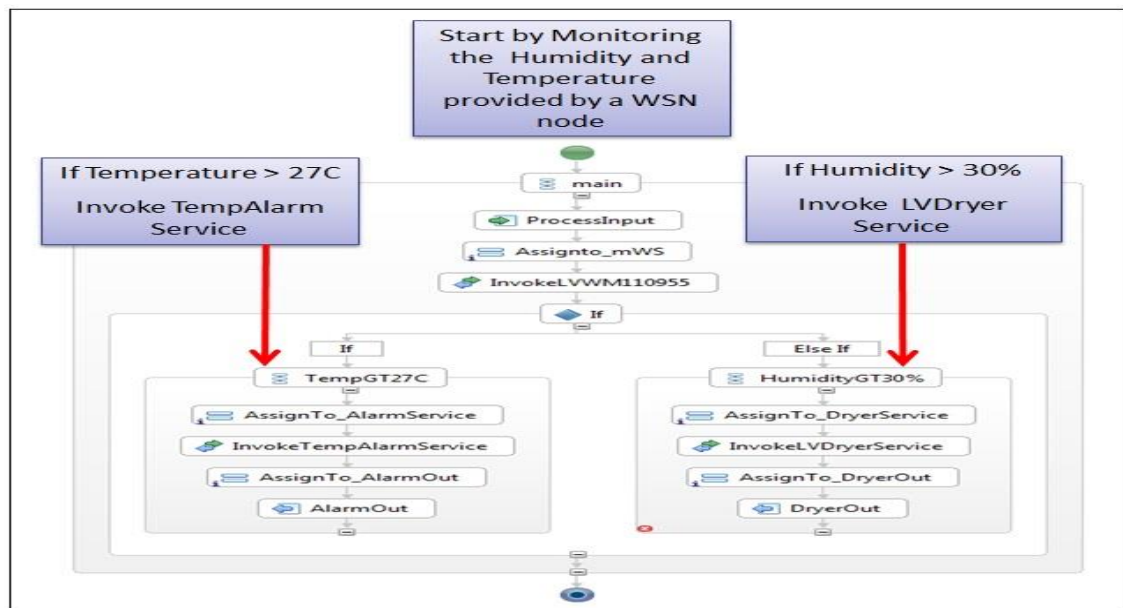 Start by Monitoring
the Humidity and
Temperature
provided by a WSN
node
If Temperature > 27C
Invoke TempAlarm
Service
If Humidity > 30%
Invoke LVDryer
Service
main
ProcessInput
Assignto_mWS
InvokeLVWM110955
If
If
Else If
TempGT27C
AssignTo_AlarmService
InvokeTempAlarmService
AssignTo_AlarmOut
AlarmOut
HumidityGT30%
AssignTo_DryerService
InvokeLVDryerService
AssignTo_DryerOut
DryerOut